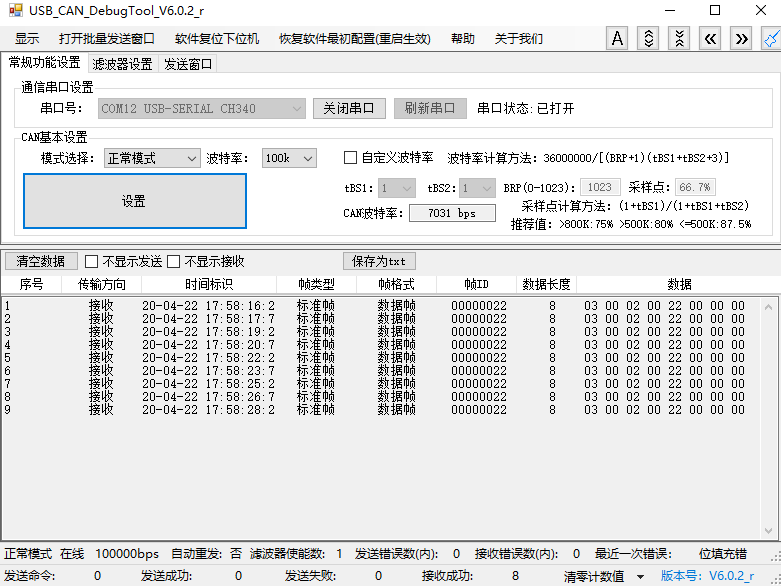 USB_CAN_DebugTool_V6.0.2_r
显示 打开批量发送窗口 软件复位下位机 恢复软件最初配置(重启生效) 帮助 关于我们 A
常规功能设置 滤波器设置 发送窗口
通信串口设置
串口号: COM12 USB-SERIAL CH340 关闭串口 刷新串口 串口状态: 已打开
CAN基本设置
模式选择: 正常模式 波特率: 100k 自定义波特率 波特率计算方法: 36000000/[(BRP+1)(tBS1+tBS2+3)]
设置
tBS1: 1 tBS2: 1 BRP(0-1023): 1023 采样点: 66.7%
CAN波特率: 7031 bps 采样点计算方法: (1+tBS1)/(1+tBS1+tBS2)
推荐值: >800K:75% >500K:80% <=500K:87.5%
清空数据 不显示发送 不显示接收 保存为txt
序号 传输方向 时间标识 帧类型 帧格式 帧ID 数据长度 数据
1 接收 20-04-22 17:58:16:2 标准帧 数据帧 00000022 8 03 00 02 00 22 00 00 00
2 接收 20-04-22 17:58:17:7 标准帧 数据帧 00000022 8 03 00 02 00 22 00 00 00
3 接收 20-04-22 17:58:19:2 标准帧 数据帧 00000022 8 03 00 02 00 22 00 00 00
4 接收 20-04-22 17:58:20:7 标准帧 数据帧 00000022 8 03 00 02 00 22 00 00 00
5 接收 20-04-22 17:58:22:2 标准帧 数据帧 00000022 8 03 00 02 00 22 00 00 00
6 接收 20-04-22 17:58:23:7 标准帧 数据帧 00000022 8 03 00 02 00 22 00 00 00
7 接收 20-04-22 17:58:25:2 标准帧 数据帧 00000022 8 03 00 02 00 22 00 00 00
8 接收 20-04-22 17:58:26:7 标准帧 数据帧 00000022 8 03 00 02 00 22 00 00 00
9 接收 20-04-22 17:58:28:2 标准帧 数据帧 00000022 8 03 00 02 00 22 00 00 00
正常模式 在线 100000bps 自动重发: 否 滤波器使能数: 1 发送错误数(内): 0 接收错误数(内): 0 最近一次错误: 位填充错
发送命令: 0 发送成功: 0 发送失败: 0 接收成功: 8 清零计数值 版本号: V6.0.2_r